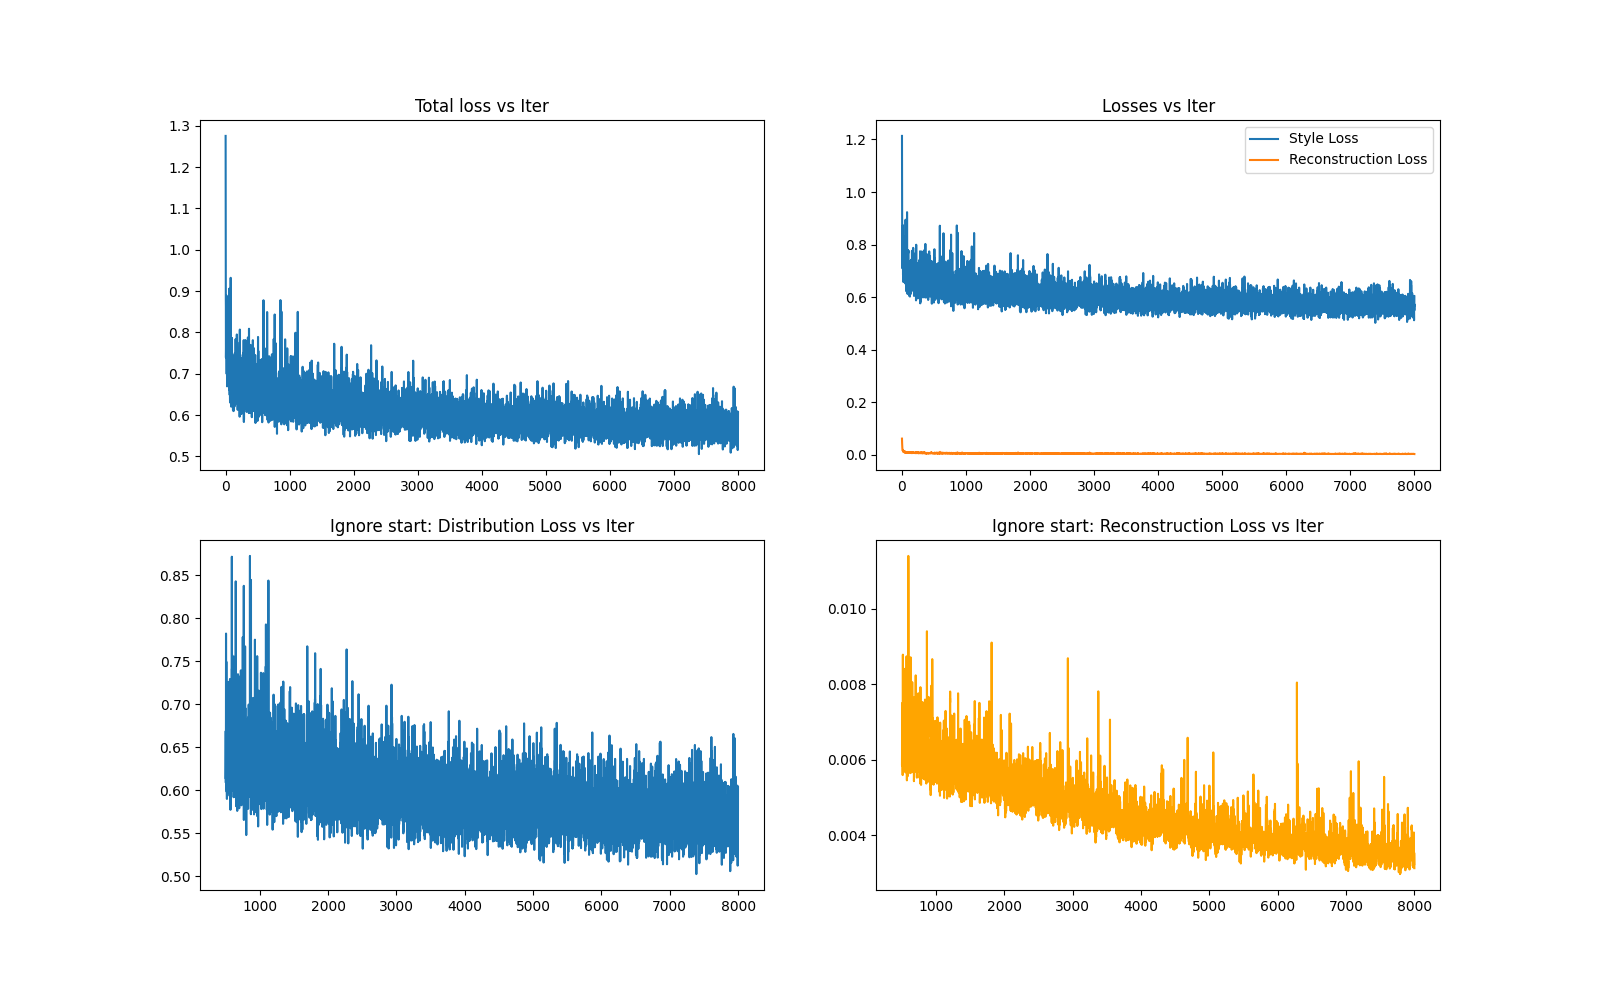 Total loss vs Iter
1.3
1.2
1.1
1.0
0.9
0.8
0.7
0.6
0.5
0 1000 2000 3000 4000 5000 6000 7000 8000
Losses vs Iter
Style Loss
Reconstruction Loss
1.2
1.0
0.8
0.6
0.4
0.2
0.0
0 1000 2000 3000 4000 5000 6000 7000 8000
Ignore start: Distribution Loss vs Iter
0.85
0.80
0.75
0.70
0.65
0.60
0.55
0.50
1000 2000 3000 4000 5000 6000 7000 8000
Ignore start: Reconstruction Loss vs Iter
0.010
0.008
0.006
0.004
1000 2000 3000 4000 5000 6000 7000 8000